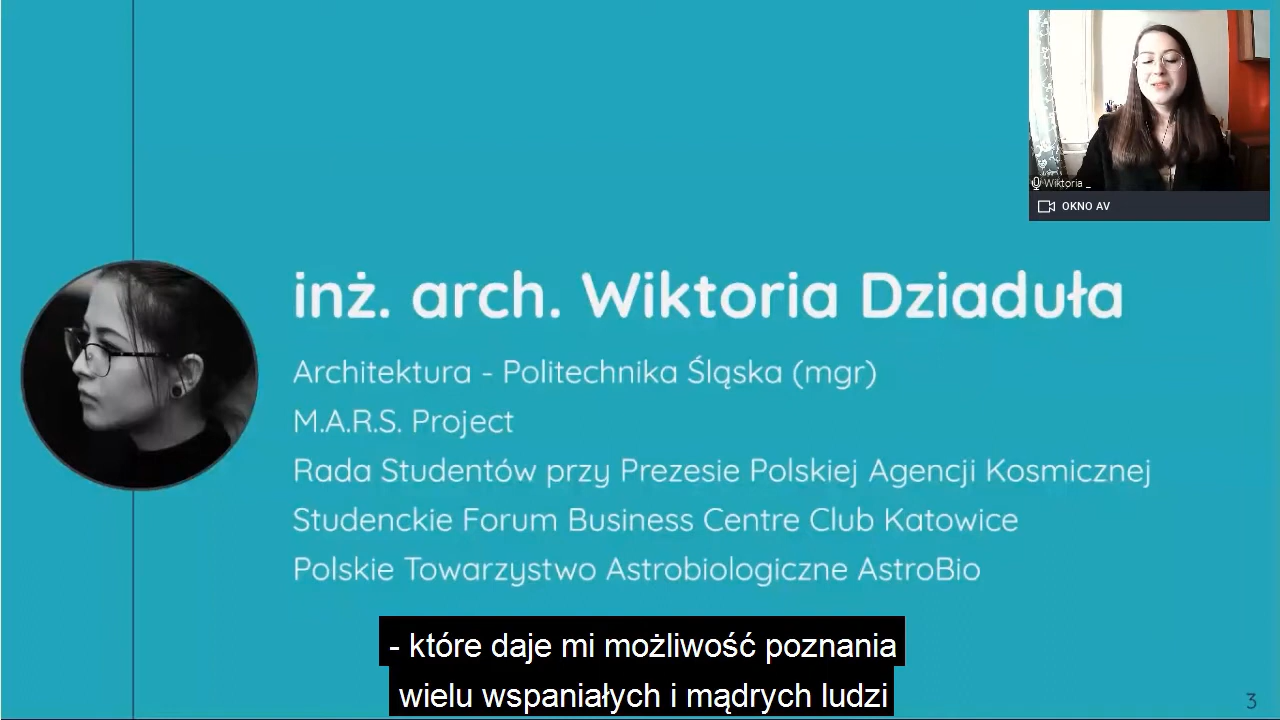 Wiktoria _
OKNO AV
inż. arch. Wiktoria Dziaduła
Architektura - Politechnika Śląska (mgr)
M.A.R.S. Project
Rada Studentów przy Prezesie Polskiej Agencji Kosmicznej
Studenckie Forum Business Centre Club Katowice
Polskie Towarzystwo Astrobiologiczne AstroBio
- które daje mi możliwość poznania
wielu wspaniałych i mądrych ludzi
3